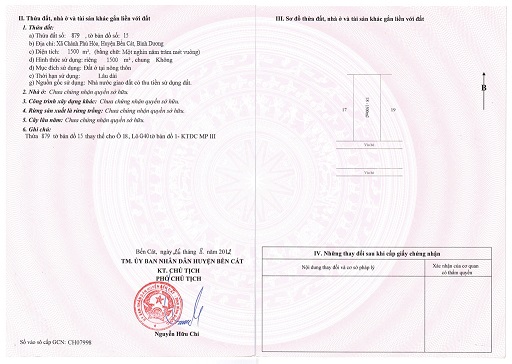 II. Thửa đất, nhà ở và tài sản khác gắn liền với đất
1. Thửa đất:
a) Thửa đất số: 879 , tờ bản đồ số: 15
b) Địa chỉ: Xã Chánh Phú Hòa, Huyện Bến Cát, Bình Dương
c) Diện tích: 1500 m², (bằng chữ: Một nghìn năm trăm mét vuông)
d) Hình thức sử dụng: riêng 1500 m², chung Không
đ) Mục đích sử dụng: Đất ở tại nông thôn
e) Thời hạn sử dụng: Lâu dài
g) Nguồn gốc sử dụng: Nhà nước giao đất có thu tiền sử dụng đất.
2. Nhà ở: Chưa chứng nhận quyền sở hữu.
3. Công trình xây dựng khác: Chưa chứng nhận quyền sở hữu.
4. Rừng sản xuất là rừng trồng: Chưa chứng nhận quyền sở hữu.
5. Cây lâu năm: Chưa chứng nhận quyền sở hữu.
6. Ghi chú:
Thửa 879 tờ bản đồ 15 thay thế cho Ô 18, Lô G40 tờ bản đồ 1- KTDC MP III
Bến Cát, ngày tháng năm 2012
TM. ỦY BAN NHÂN DÂN HUYỆN BẾN CÁT
KT. CHỦ TỊCH
PHÓ CHỦ TỊCH
Nguyễn Hữu Chí
Số vào sổ cấp GCN: CH07998
III. Sơ đồ thửa đất, nhà ở và tài sản khác gắn liền với đất
B
17
19
Vỉa hè
Vỉa hè
IV. Những thay đổi sau khi cấp giấy chứng nhận
Nội dung thay đổi và cơ sở pháp lý
Xác nhận của cơ quan
có thẩm quyền